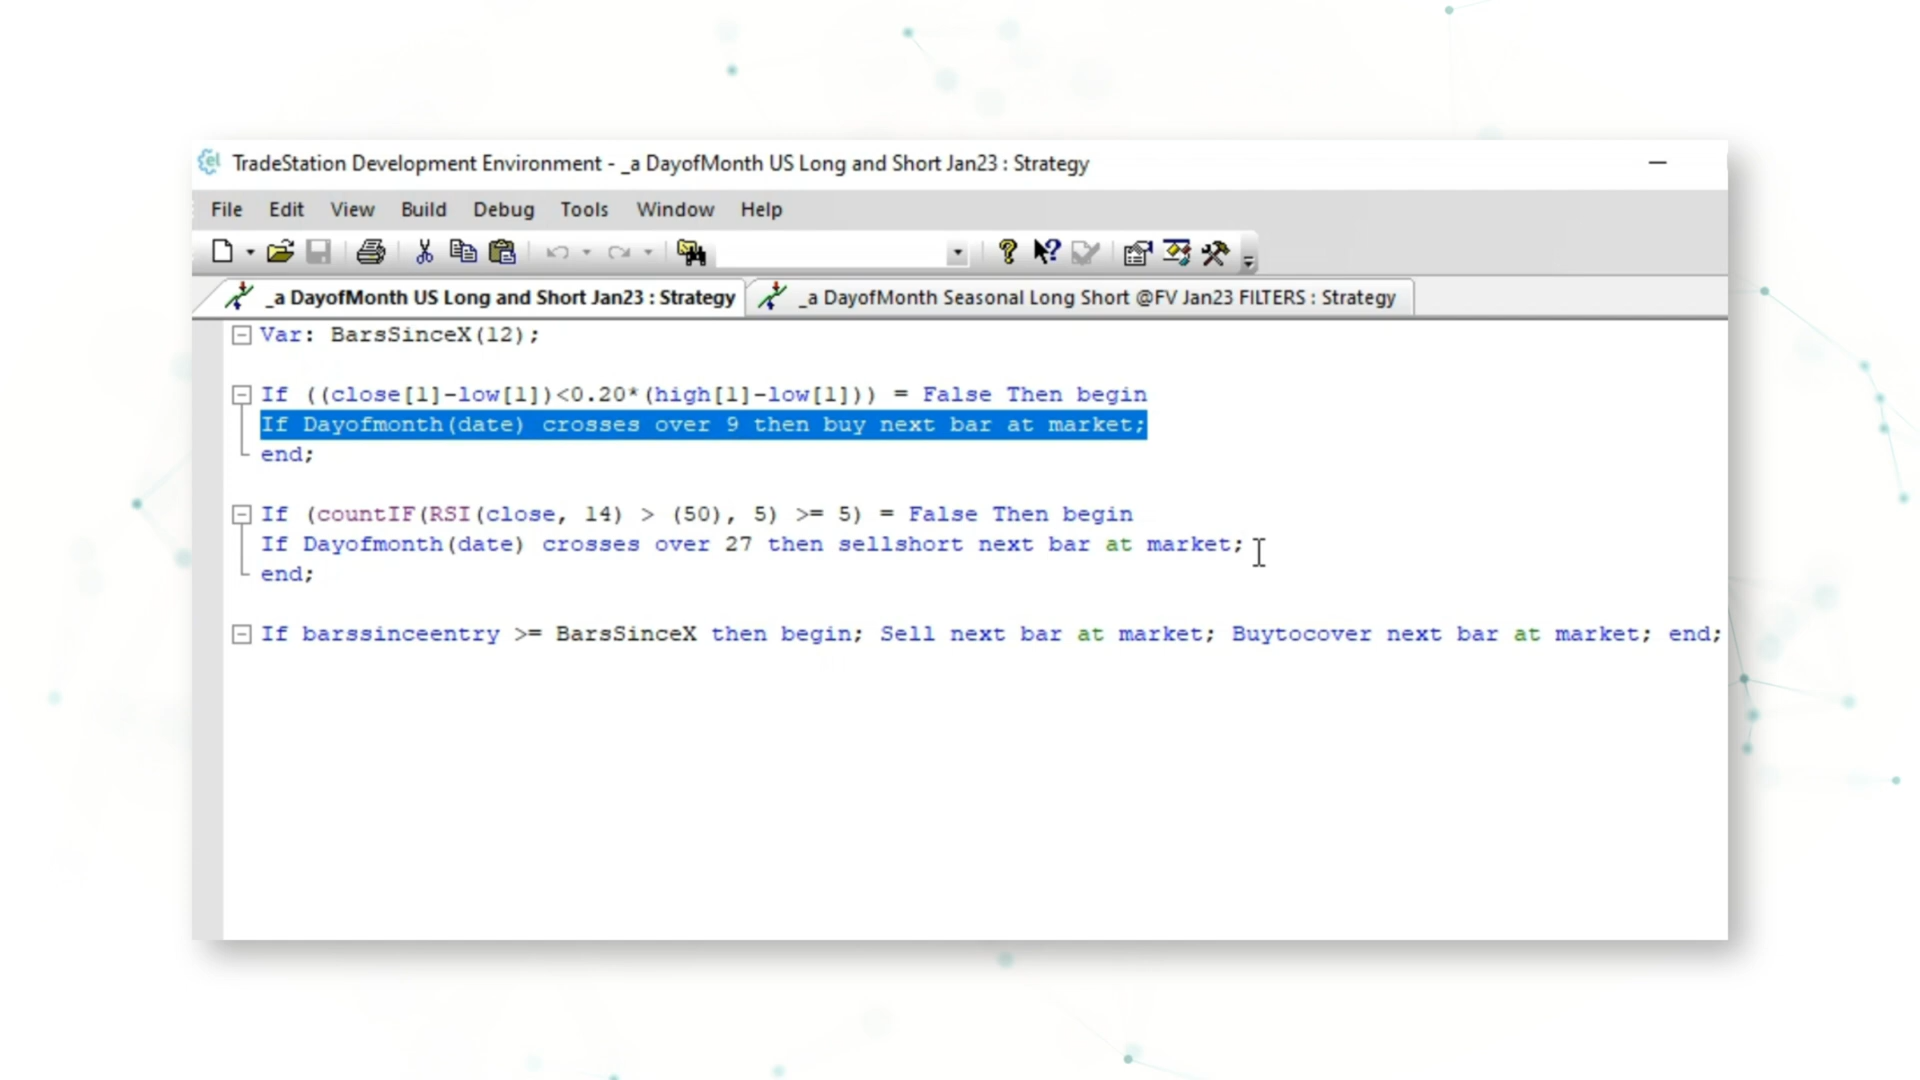 TradeStation Development Environment - _a DayofMonth US Long and Short Jan23 : Strategy
File Edit View Build Debug Tools Window Help
_a DayofMonth US Long and Short Jan23 : Strategy
_a DayofMonth Seasonal Long Short @FV Jan23 FILTERS : Strategy
Var: BarsSinceX(12);
If ((close[1]-low[1])<0.20*(high[1]-low[1])) = False Then begin
If Dayofmonth(date) crosses over 9 then buy next bar at market;
end;
If (countIF(RSI(close, 14) > (50), 5) >= 5) = False Then begin
If Dayofmonth(date) crosses over 27 then sellshort next bar at market;
end;
If barssinceentry >= BarsSinceX then begin; Sell next bar at market; Buytocover next bar at market; end;